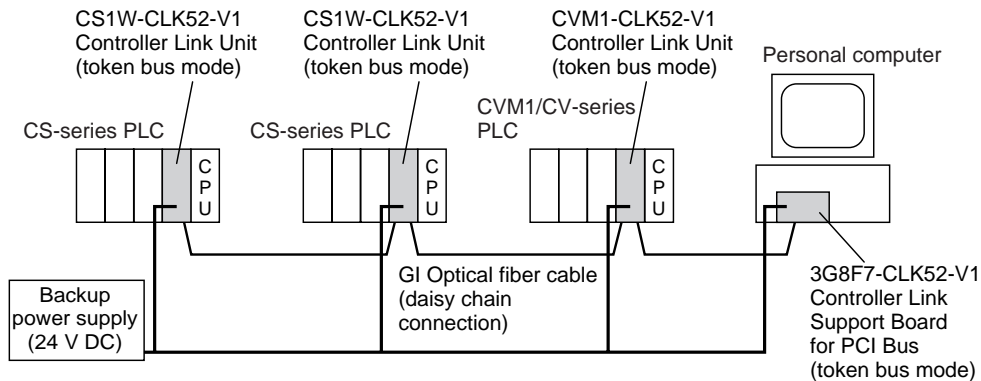 CS1W-CLK52-V1
Controller Link Unit
(token bus mode)
CS1W-CLK52-V1
Controller Link Unit
(token bus mode)
CVM1-CLK52-V1
Controller Link Unit
(token bus mode)
Personal computer
CS-series PLC
CS-series PLC
CVM1/CV-series
PLC
C
P
U
C
P
U
C
P
U
GI Optical fiber cable
(daisy chain
connection)
Backup
power supply
(24 V DC)
3G8F7-CLK52-V1
Controller Link
Support Board
for PCI Bus
(token bus mode)